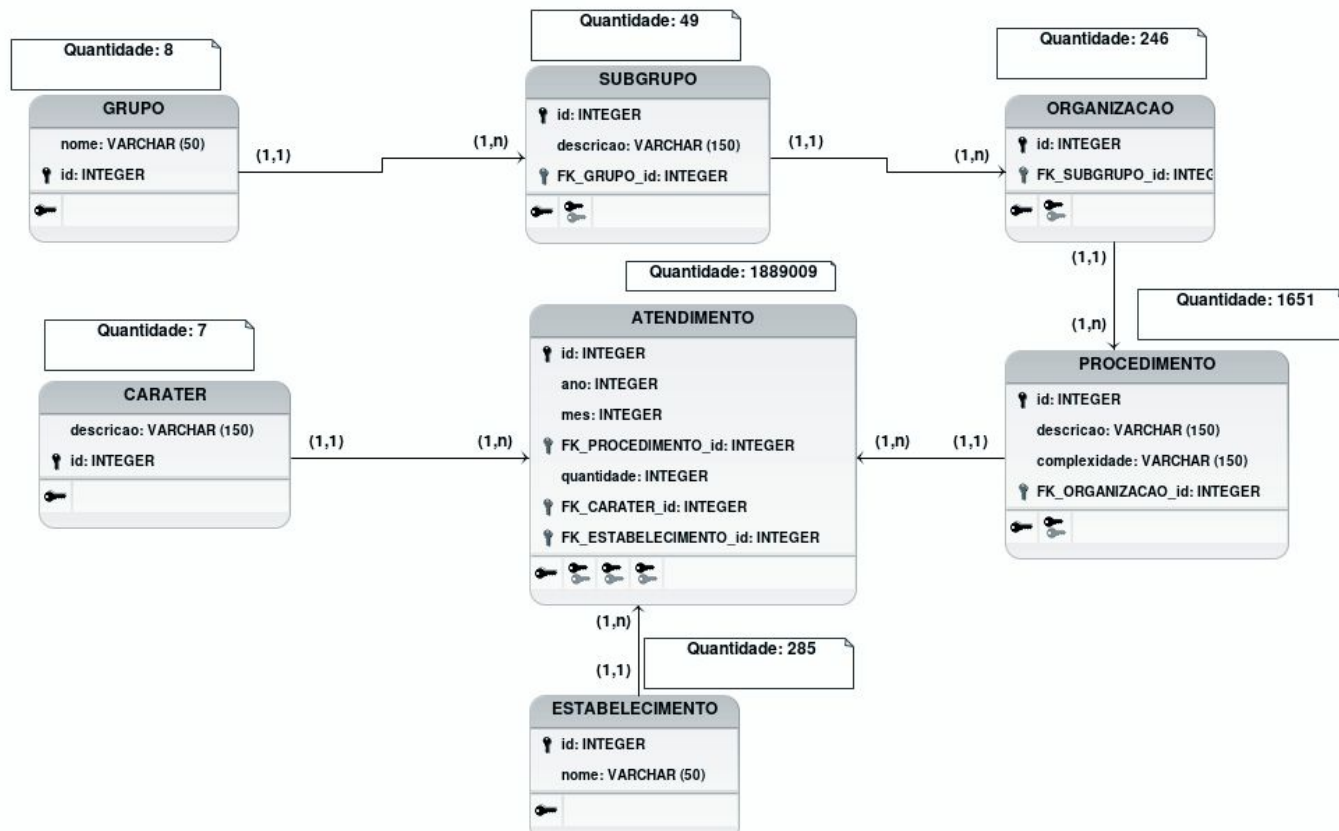 Quantidade: 8
GRUPO
nome: VARCHAR (50)
id: INTEGER
(1,1)
(1,n)
Quantidade: 49
SUBGRUPO
id: INTEGER
descricao: VARCHAR (150)
FK_GRUPO_id: INTEGER
(1,1)
(1,n)
Quantidade: 246
ORGANIZACAO
id: INTEGER
FK_SUBGRUPO_id: INTEG
(1,1)
(1,n)
Quantidade: 1651
PROCEDIMENTO
id: INTEGER
descricao: VARCHAR (150)
complexidade: VARCHAR (150)
FK_ORGANIZACAO_id: INTEGER
(1,n)
(1,1)
Quantidade: 1889009
ATENDIMENTO
id: INTEGER
ano: INTEGER
mes: INTEGER
FK_PROCEDIMENTO_id: INTEGER
quantidade: INTEGER
FK_CARATER_id: INTEGER
FK_ESTABELECIMENTO_id: INTEGER
Quantidade: 7
CARATER
descricao: VARCHAR (150)
id: INTEGER
(1,1)
(1,n)
(1,n)
(1,1)
Quantidade: 285
ESTABELECIMENTO
id: INTEGER
nome: VARCHAR (50)